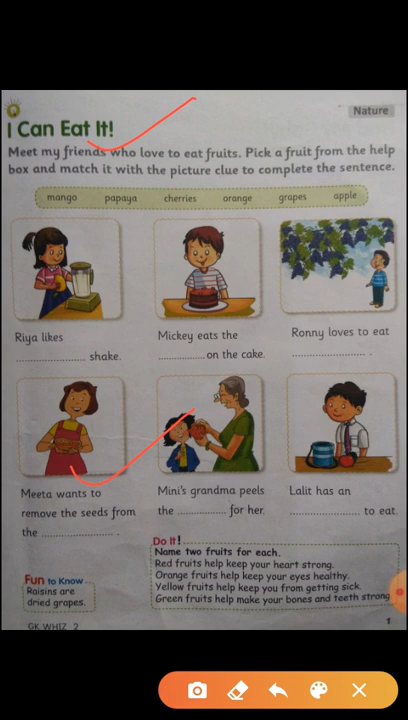 Nature
I Can Eat It!
Meet my friends who love to eat fruits. Pick a fruit from the help
box and match it with the picture clue to complete the sentence.
mango papaya cherries orange grapes apple
Riya likes
.................... shake.
Mickey eats the
.............. on the cake.
Ronny loves to eat
...................... .
Meeta wants to
remove the seeds from
the ..................... .
Mini's grandma peels
the ............... for her.
Lalit has an
..................... to eat.
Do It!
Name two fruits for each.
Red fruits help keep your heart strong.
Orange fruits help keep your eyes healthy.
Yellow fruits help keep you from getting sick.
Green fruits help make your bones and teeth strong.
Fun to Know
Raisins are
dried grapes.
GK WHIZ 2
1